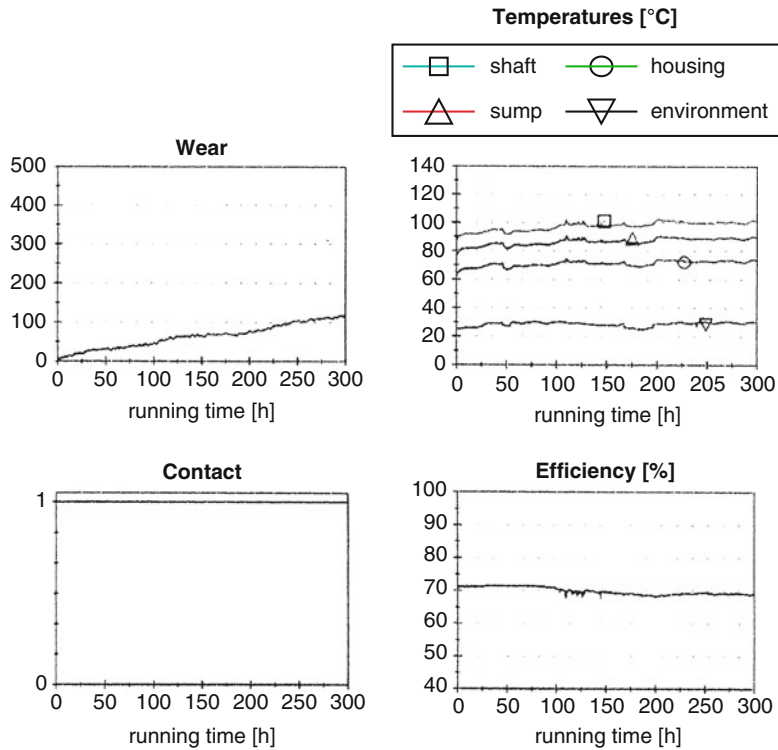 Temperatures [°C]
shaft housing
sump environment
Wear
500
400
300
200
100
0
0 50 100 150 200 250 300
running time [h]
140
120
100
80
60
40
20
0
0 50 100 150 200 205 300
running time [h]
Contact
1
0
0 50 100 150 200 250 300
running time [h]
Efficiency [%]
100
90
80
70
60
50
40
0 50 100 150 200 250 300
running time [h]